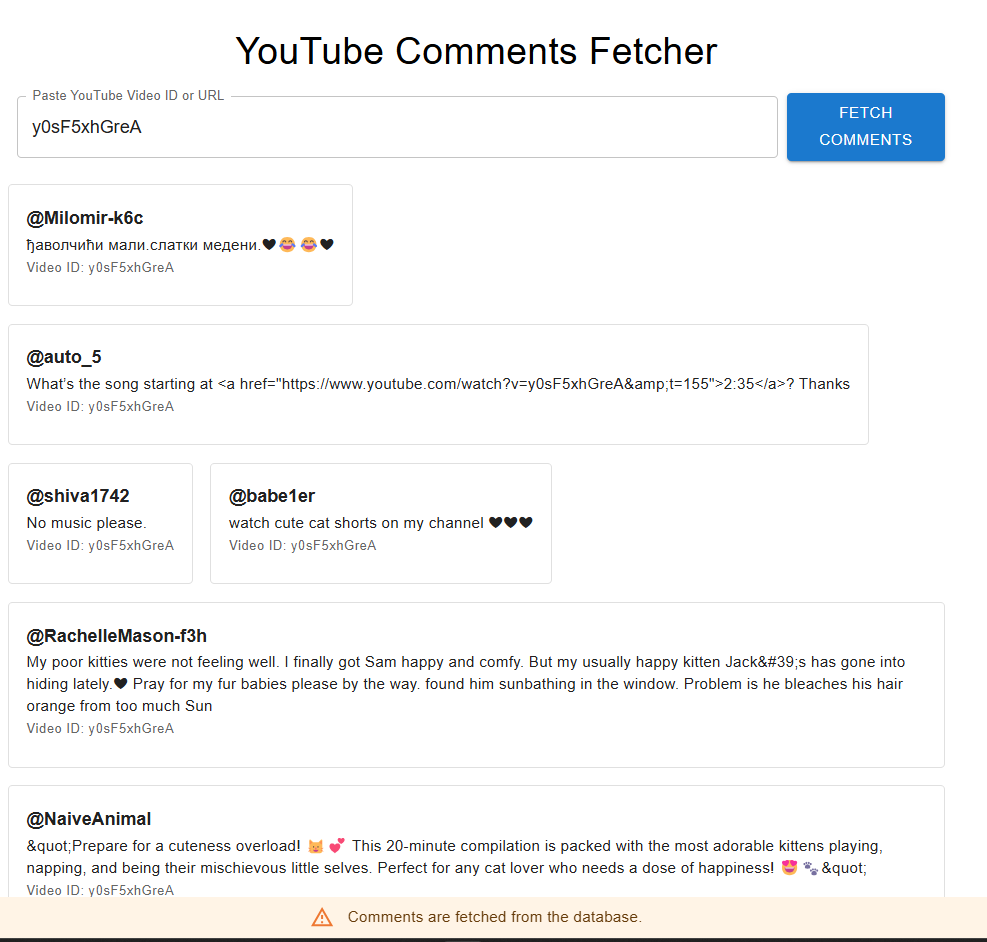 YouTube Comments Fetcher
Paste YouTube Video ID or URL
y0sF5xhGreA
FETCH
COMMENTS
@Milomir-k6c
ђаволчићи мали.слатки медени.🖤😂😂🖤
Video ID: y0sF5xhGreA
@auto_5
What’s the song starting at <a href="https://www.youtube.com/watch?v=y0sF5xhGreA&amp;t=155">2:35</a>? Thanks
Video ID: y0sF5xhGreA
@shiva1742
No music please.
Video ID: y0sF5xhGreA
@babe1er
watch cute cat shorts on my channel 🖤🖤🖤
Video ID: y0sF5xhGreA
@RachelleMason-f3h
My poor kitties were not feeling well. I finally got Sam happy and comfy. But my usually happy kitten Jack&#39;s has gone into
hiding lately.🖤 Pray for my fur babies please by the way. found him sunbathing in the window. Problem is he bleaches his hair
orange from too much Sun
Video ID: y0sF5xhGreA
@NaiveAnimal
&quot;Prepare for a cuteness overload! 😺 💕 This 20-minute compilation is packed with the most adorable kittens playing,
napping, and being their mischievous little selves. Perfect for any cat lover who needs a dose of happiness! 😍 🐾&quot;
Video ID: y0sF5xhGreA
Comments are fetched from the database.